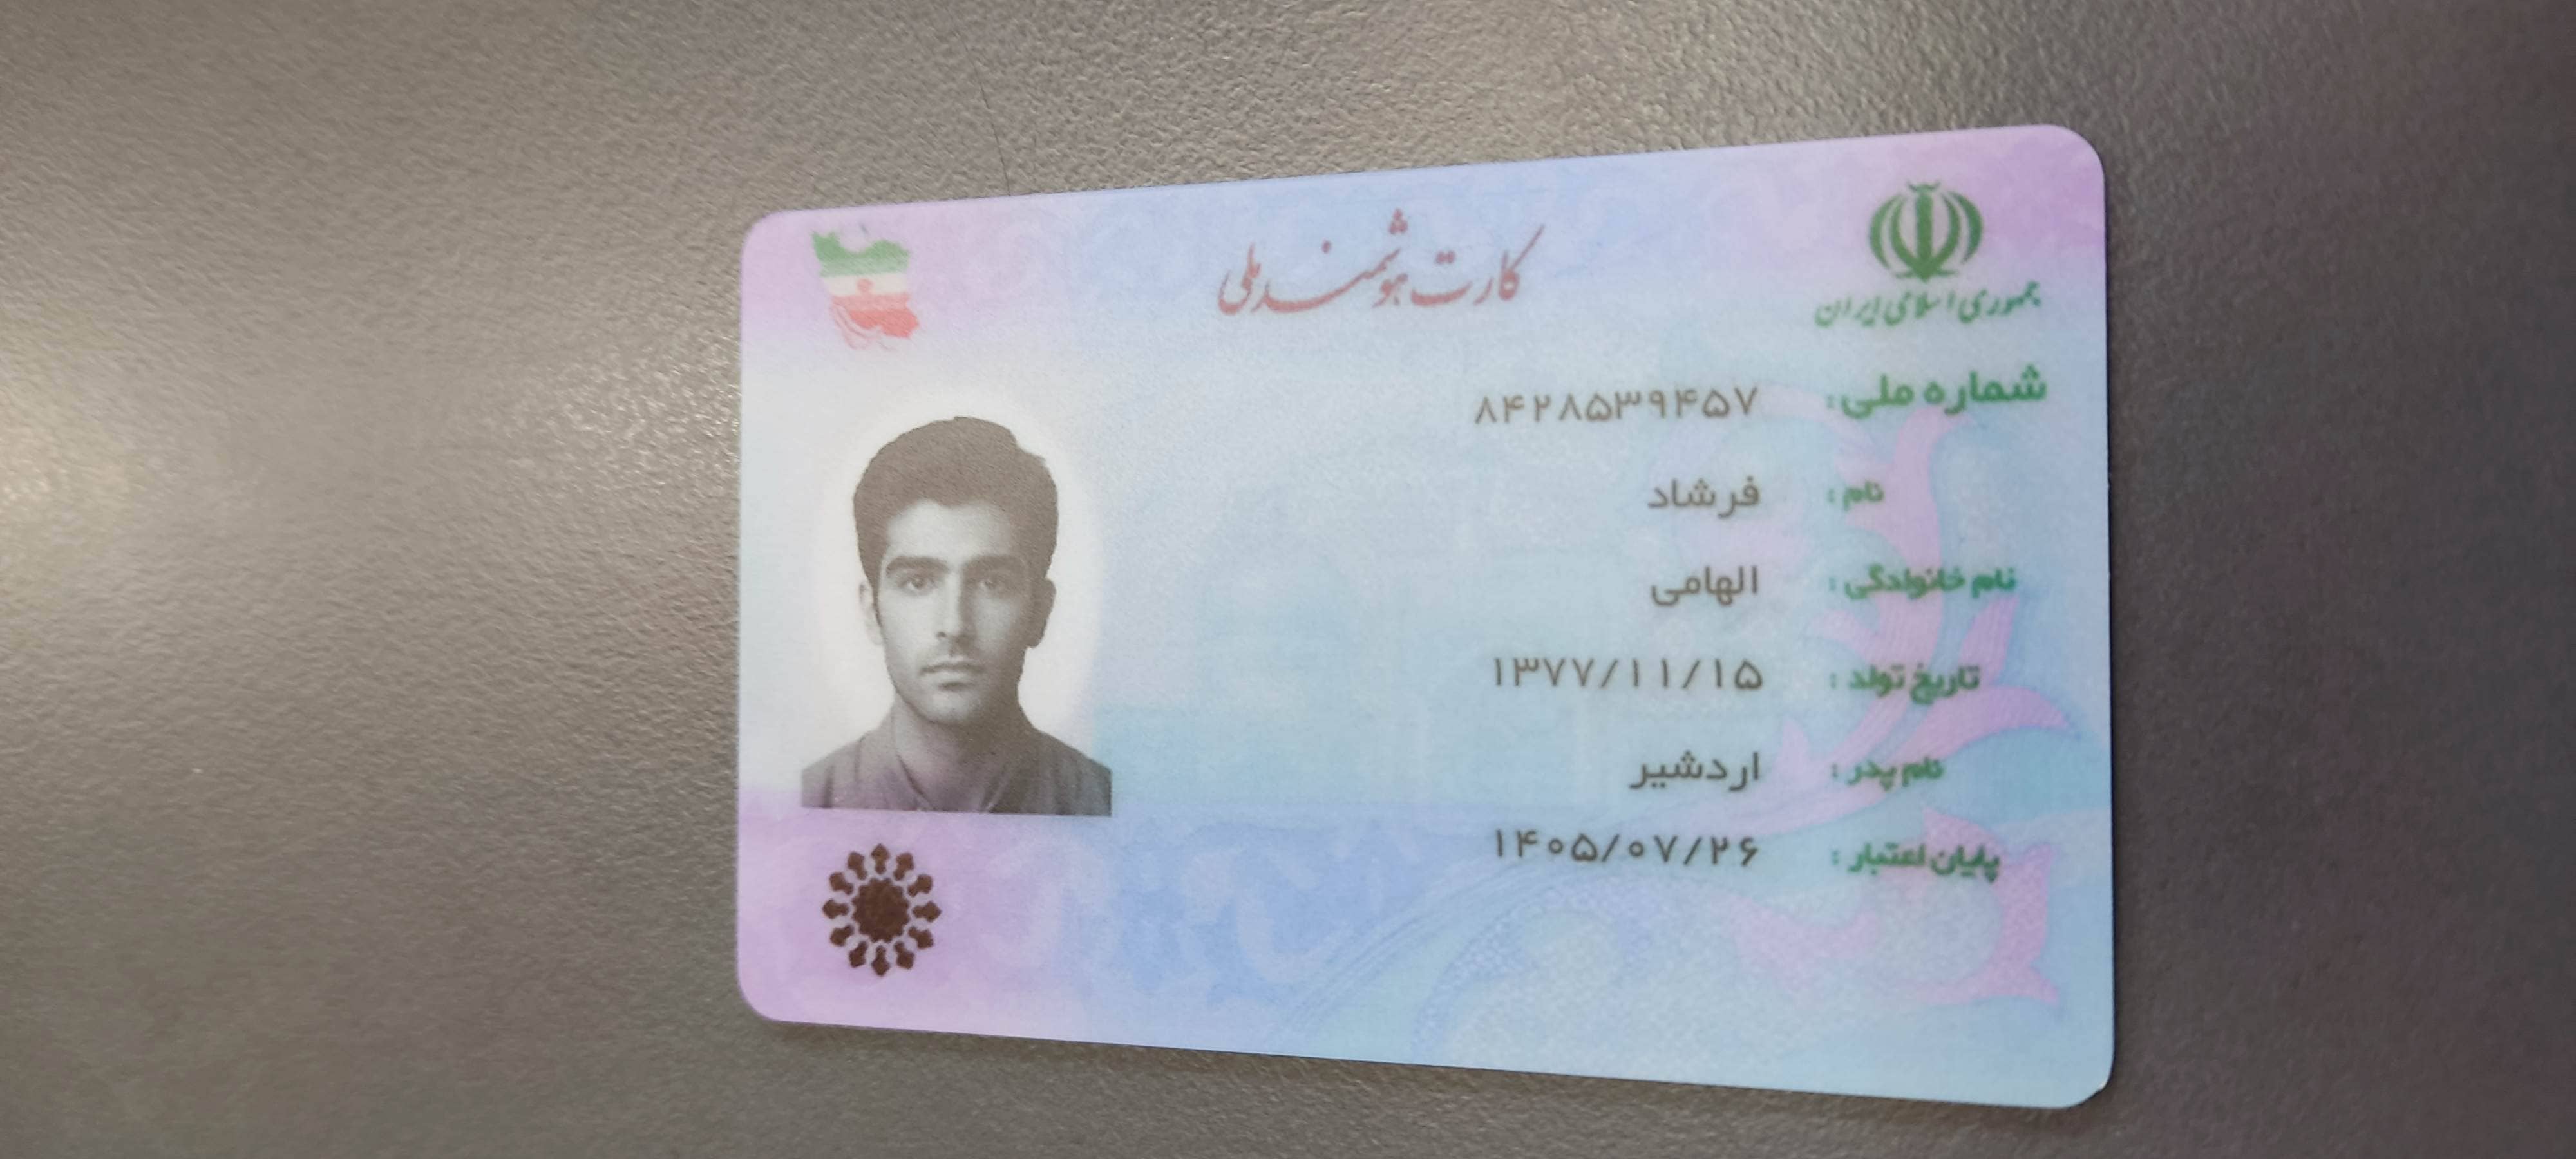 جمهوری اسلامی ایران
کارت هوشمند ملی
شماره ملی: ۸۴۲۸۵۳۹۴۵۷
نام: فرشاد
نام خانوادگی: الهامی
تاریخ تولد: ۱۳۷۷/۱۱/۱۵
نام پدر: اردشیر
پایان اعتبار: ۱۴۰۵/۰۷/۲۶